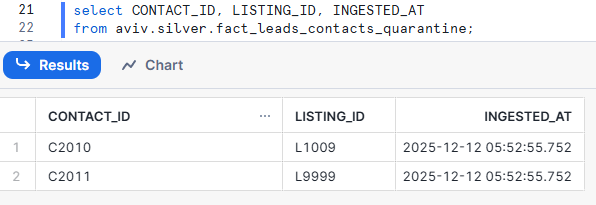 21 select CONTACT_ID, LISTING_ID, INGESTED_AT
22 from aviv.silver.fact_leads_contacts_quarantine;
Results Chart
CONTACT_ID ... LISTING_ID INGESTED_AT
1 C2010 L1009 2025-12-12 05:52:55.752
2 C2011 L9999 2025-12-12 05:52:55.752